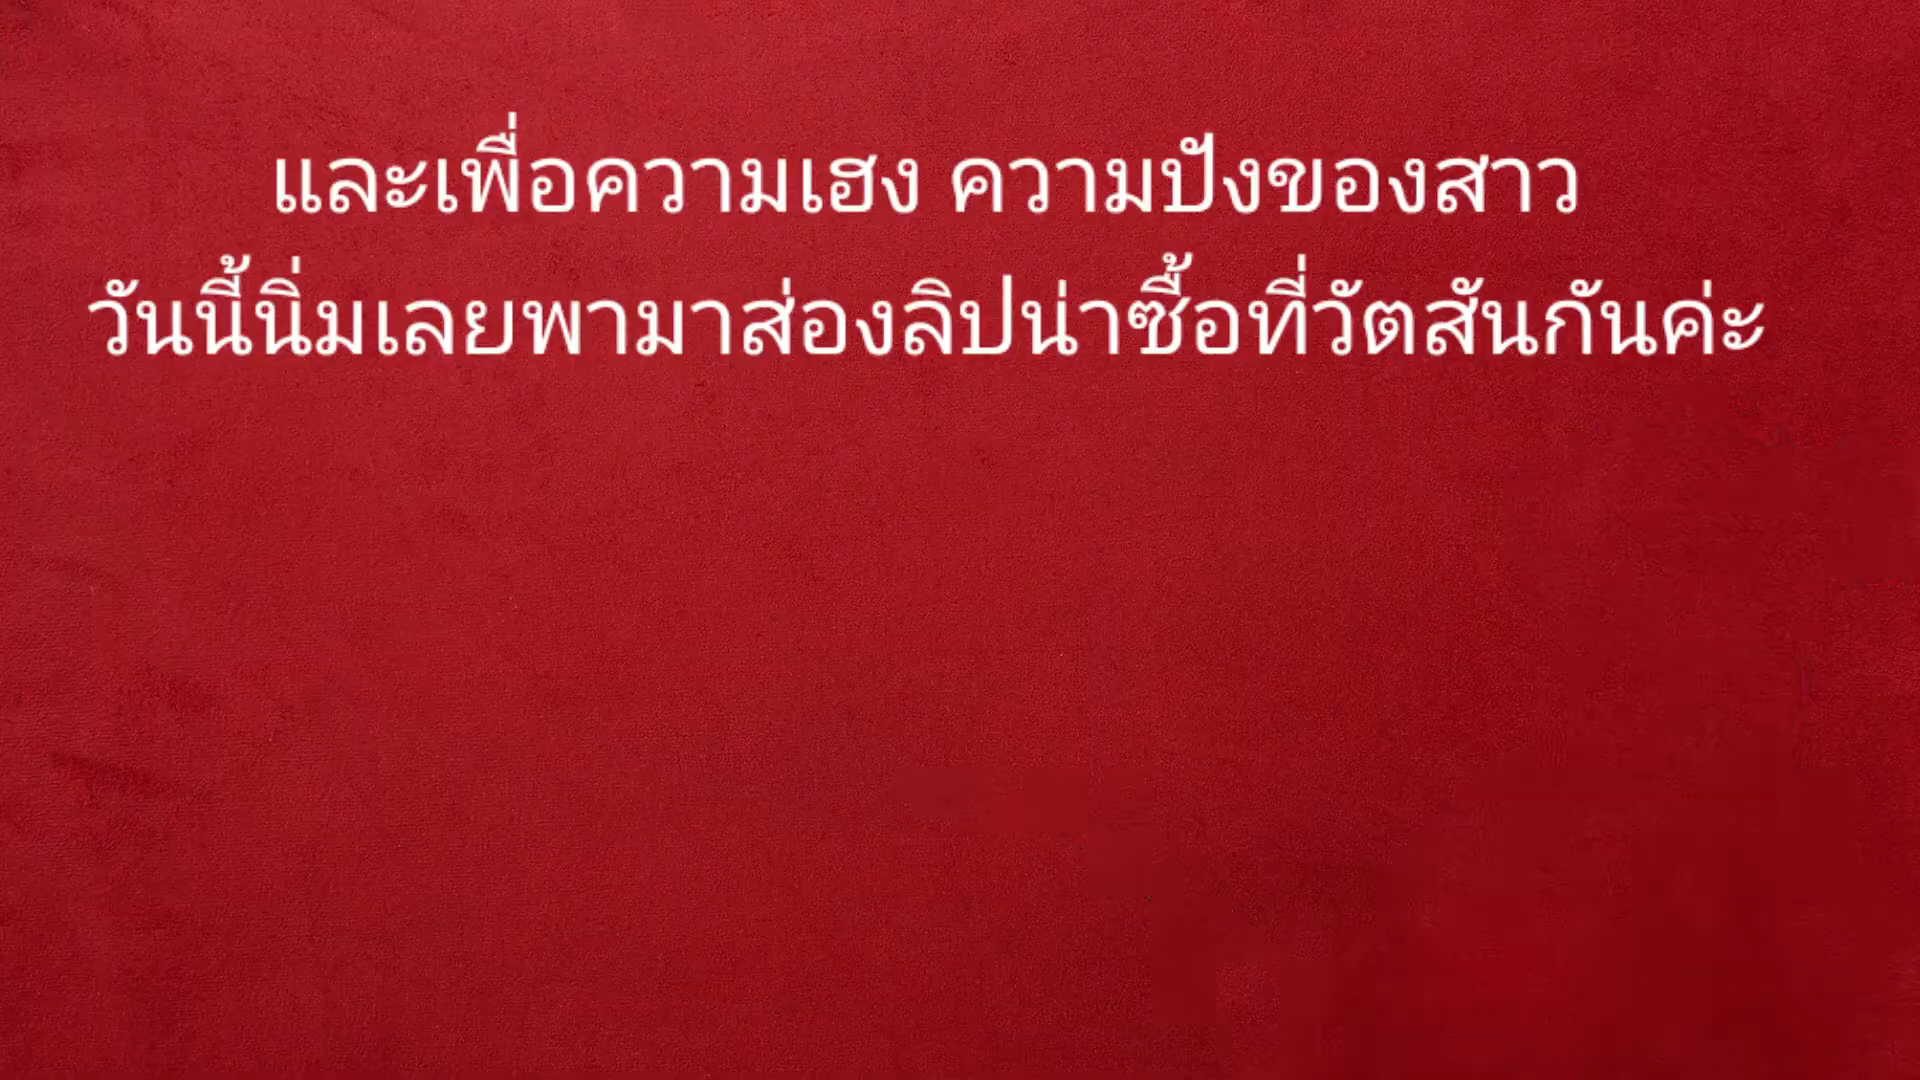 และเพื่อความเฮง ความปังของสาว
วันนี้นิ่มเลยพามาส่องลิปน่าซื้อที่วัตสันกันค่ะ